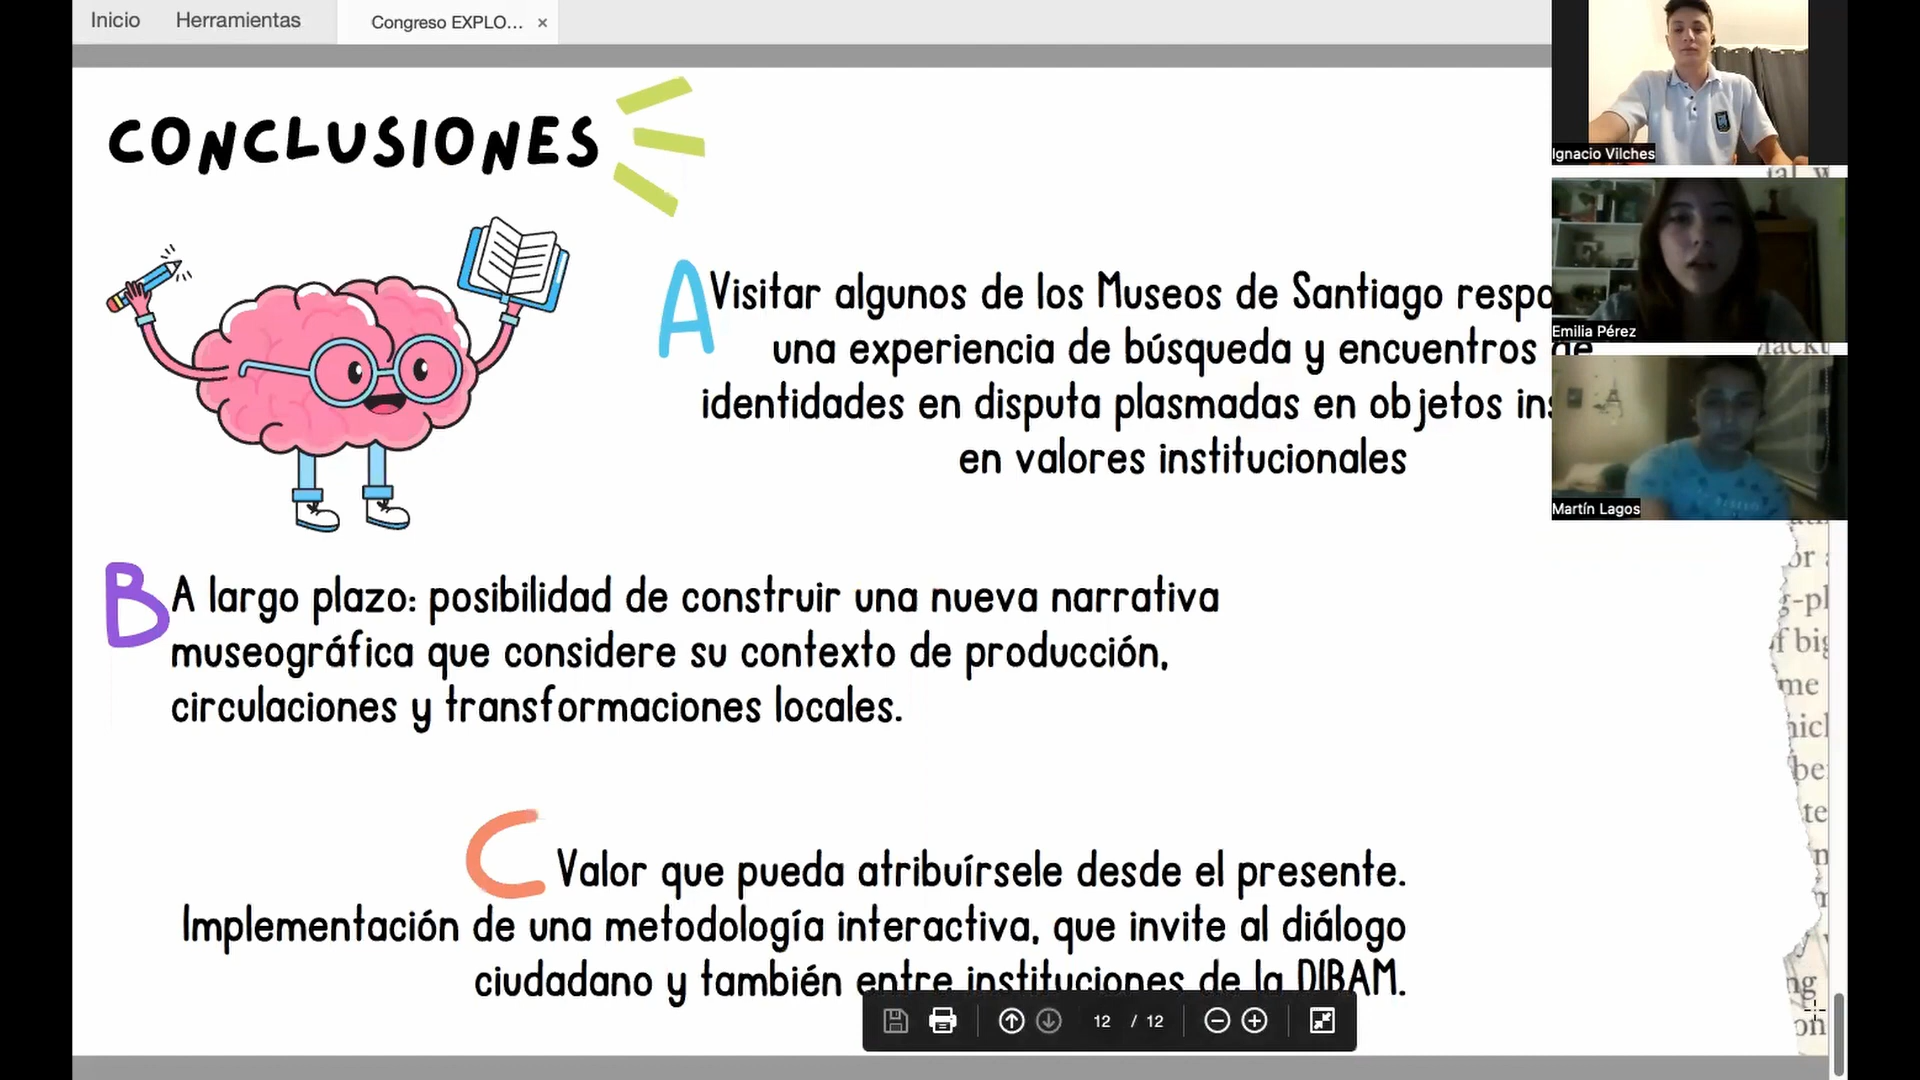 Inicio Herramientas Congreso EXPLO... ×
CONCLUSIONES
Ignacio Vilches
Emilia Pérez
Martín Lagos
A Visitar algunos de los Museos de Santiago
una experiencia de búsqueda y encuentros de
identidades en disputa plasmadas en objetos
en valores institucionales
B A largo plazo: posibilidad de construir una nueva narrativa
museográfica que considere su contexto de producción,
circulaciones y transformaciones locales.
C Valor que pueda atribuírsele desde el presente.
Implementación de una metodología interactiva, que invite al diálogo
ciudadano y también entre instituciones de la DIBAM.
12 / 12